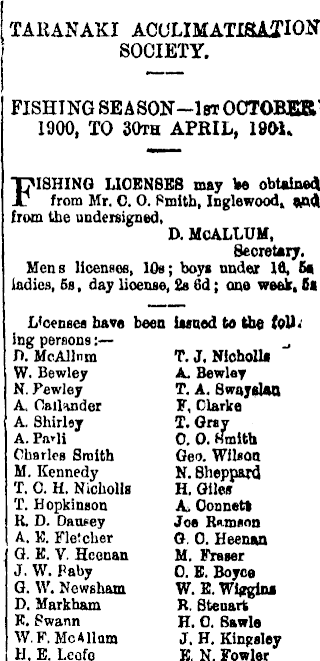 TARANAKI ACCLIMATISATION
SOCIETY.
FISHING SEASON—1ST OCTOBER
1900, TO 30TH APRIL, 1901.
FISHING LICENSES may be obtained
from Mr. C. O. Smith, Inglewood, and
from the undersigned,
D. McALLUM,
Secretary.
Mens licenses, 10s; boys under 16, 5s
ladies, 5s, day license, 2s 6d; one week, 5s
Licenses have been issued to the foll.
ing persons:—
D. McAllum
W. Bewley
N. Pewley
A. Callander
A. Shirley
A. Parli
Charles Smith
M. Kennedy
T. C. H. Nicholls
T. Hopkinson
R. D. Dansey
A. E. Fletcher
G. E. V. Heenan
J. W. Paby
G. W. Newsham
D. Markham
E. Swann
W. F. McAllum
H. E. Leefe
T. J. Nicholls
A. Bewley
T. A. Swayslan
F. Clarke
T. Gray
C. O. Smith
Geo. Wilson
N. Sheppard
H. Giles
A. Connett
Joe Ramson
G. C. Heenan
M. Fraser
C. E. Boyce
W. E. Wiggins
R. Steuart
H. C. Sawle
J. H. Kingsley
E. N. Fowler